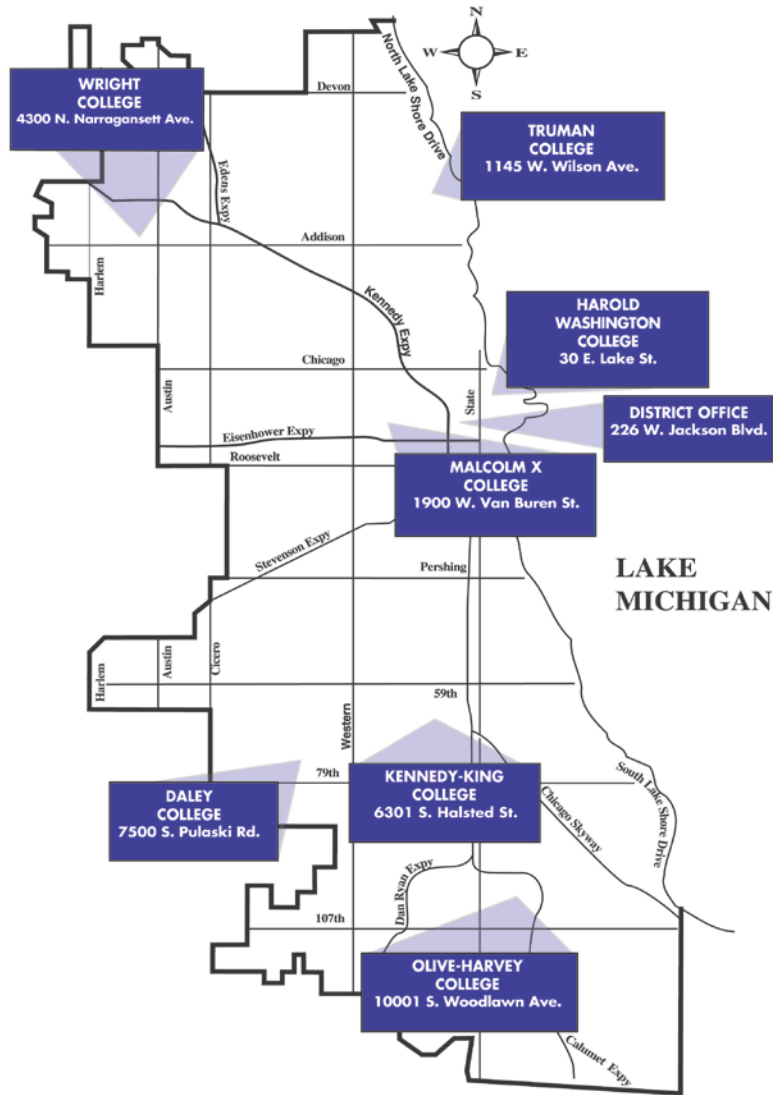 N
W E
S
WRIGHT
COLLEGE
4300 N. Narragansett Ave.
Devon
North Lake Shore Drive
TRUMAN
COLLEGE
1145 W. Wilson Ave.
Edens Expy
Addison
Harlem
Kennedy Expy
HAROLD
WASHINGTON
COLLEGE
30 E. Lake St.
Chicago
Austin
State
DISTRICT OFFICE
226 W. Jackson Blvd.
Eisenhower Expy
Roosevelt
MALCOLM X
COLLEGE
1900 W. Van Buren St.
Stevenson Expy
Pershing
LAKE
MICHIGAN
Harlem
Austin
Cicero
59th
Western
79th
DALEY
COLLEGE
7500 S. Pulaski Rd.
KENNEDY-KING
COLLEGE
6301 S. Halsted St.
Chicago Skyway
South Lake Shore Drive
Dan Ryan Expy
107th
OLIVE-HARVEY
COLLEGE
10001 S. Woodlawn Ave.
Calumet Expy